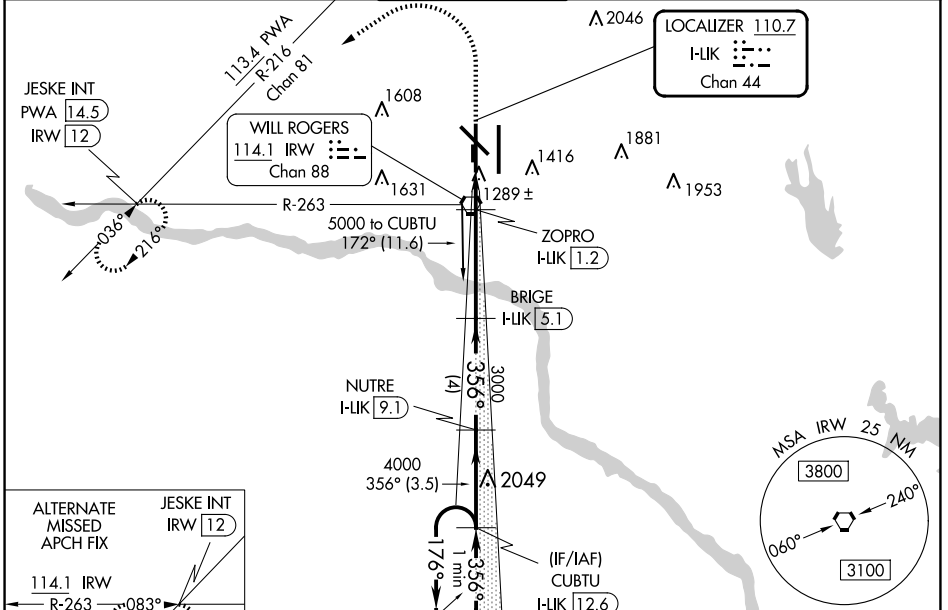 113.4 PWA
R-216
Chan 81
2046
LOCALIZER 110.7
I-LIK
Chan 44
JESKE INT
PWA 14.5
IRW 12
1608
WILL ROGERS
114.1 IRW
Chan 88
1631
1416
1881
1953
1289 ±
R-263
036°
216°
5000 to CUBTU
172° (11.6)
ZOPRO
I-LIK 1.2
BRIGE
I-LIK 5.1
356°
3000
(4)
NUTRE
I-LIK 9.1
4000
356° (3.5)
2049
MSA IRW 25 NM
3800
240°
060°
3100
ALTERNATE
MISSED
APCH FIX
JESKE INT
IRW 12
114.1 IRW
R-263
083°
176°
1 min
356°
(IF/IAF)
CUBTU
I-LIK 12.6